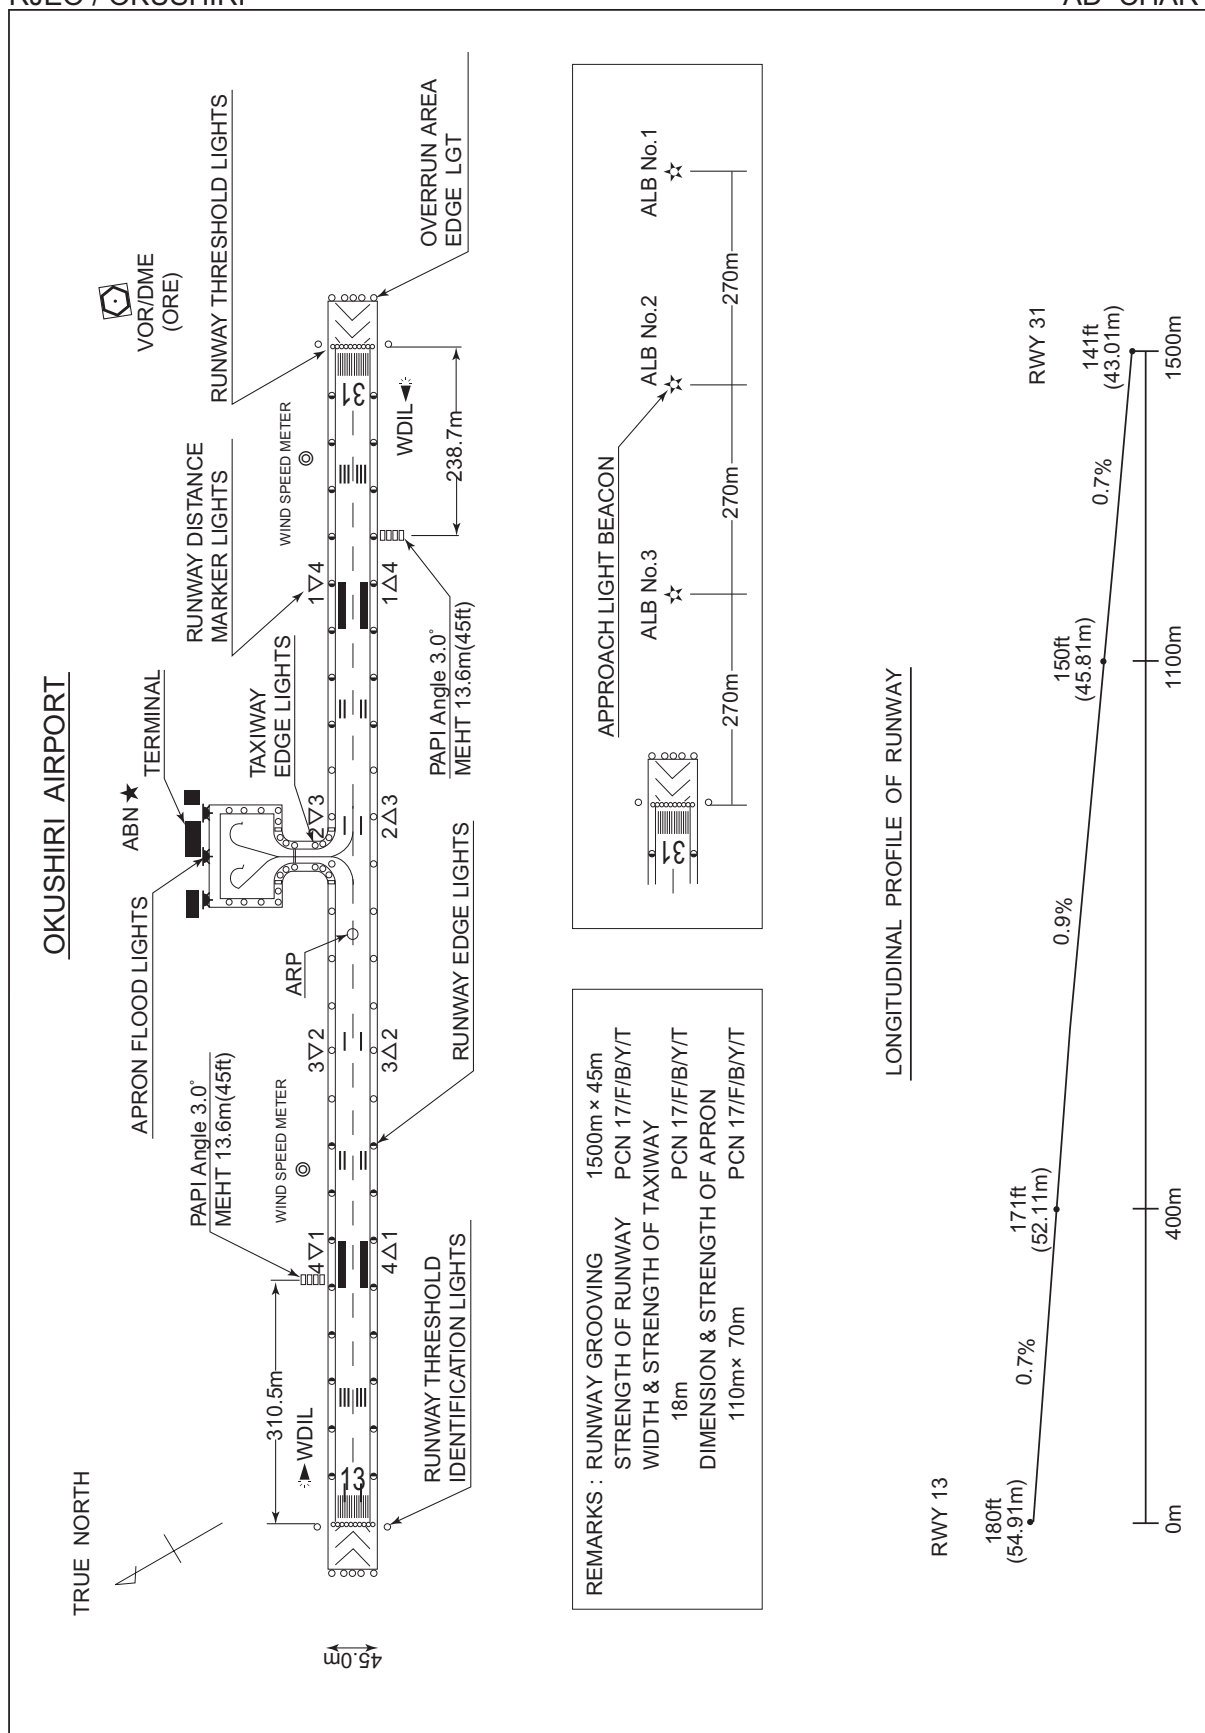 RJEO / OKUSHIRI
AD CHAR
OKUSHIRI AIRPORT
TRUE NORTH
45.0m
310.5m
WDIL
PAPI Angle 3.0°
MEHT 13.6m(45ft)
WIND SPEED METER
APRON FLOOD LIGHTS
ABN
TERMINAL
ARP
TAXIWAY
EDGE LIGHTS
RUNWAY DISTANCE
MARKER LIGHTS
WIND SPEED METER
RUNWAY THRESHOLD LIGHTS
VOR/DME
(ORE)
4 1
3 2
2 3
1 4
13
31
4 1
3 2
2 3
1 4
RUNWAY THRESHOLD
IDENTIFICATION LIGHTS
RUNWAY EDGE LIGHTS
PAPI Angle 3.0°
MEHT 13.6m(45ft)
WDIL
238.7m
OVERRUN AREA
EDGE LGT
REMARKS : RUNWAY GROOVING 1500m × 45m
STRENGTH OF RUNWAY PCN 17/F/B/Y/T
WIDTH & STRENGTH OF TAXIWAY
18m PCN 17/F/B/Y/T
DIMENSION & STRENGTH OF APRON
110m× 70m PCN 17/F/B/Y/T
APPROACH LIGHT BEACON
ALB No.3
ALB No.2
ALB No.1
31
270m
270m
270m
LONGITUDINAL PROFILE OF RUNWAY
RWY 13
RWY 31
180ft
(54.91m)
0.7%
171ft
(52.11m)
0.9%
150ft
(45.81m)
0.7%
141ft
(43.01m)
0m
400m
1100m
1500m